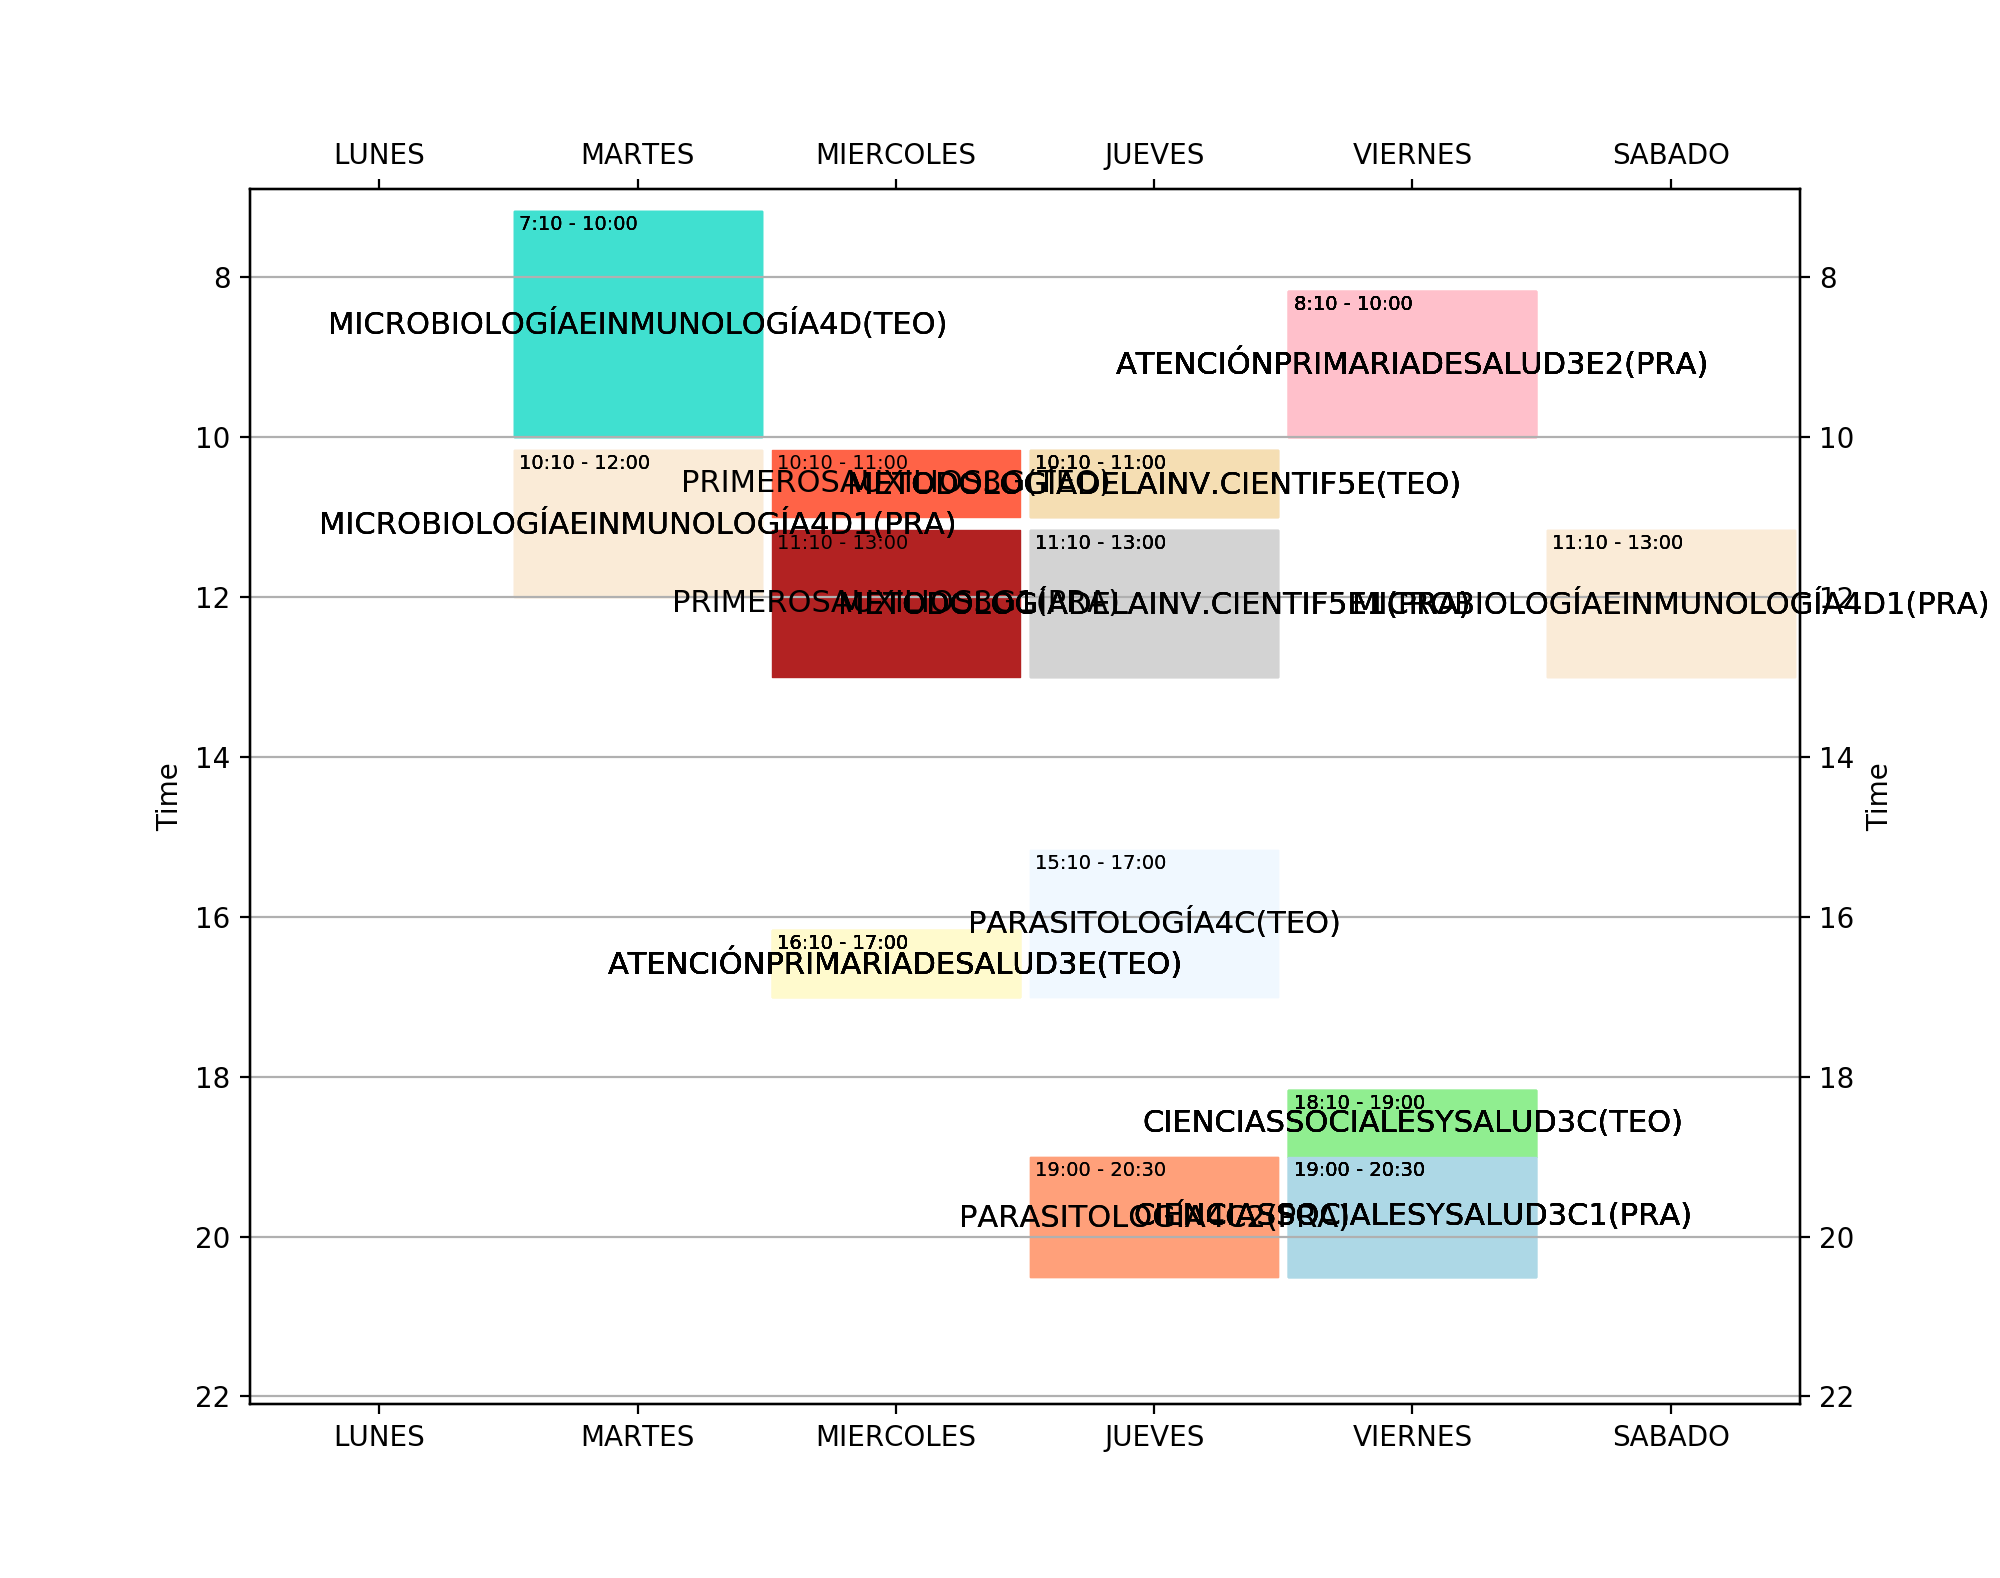 LUNES MARTES MIERCOLES JUEVES VIERNES SABADO
7:10 - 10:00
8 8
8:10 - 10:00
MICROBIOLOGÍAEINMUNOLOGÍA4D(TEO)
ATENCIÓNPRIMARIADESALUD3E2(PRA)
10 10
10:10 - 12:00 10:10 - 11:00 10:10 - 11:00
METODOLOGÍADELAINV.CIENTIF5E(TEO)
MICROBIOLOGÍAEINMUNOLOGÍA4D1(PRA)
11:10 - 13:00 11:10 - 13:00 11:10 - 13:00
12 12
METODOLOGÍADELAINV.CIENTIF5E1(PRA) MICROBIOLOGÍAEINMUNOLOGÍA4D1(PRA)
14 14
Time Time
15:10 - 17:00
16 16
PARASITOLOGÍA4C(TEO)
16:10 - 17:00
ATENCIÓNPRIMARIADESALUD3E(TEO)
18 18
18:10 - 19:00
CIENCIASSOCIALESYSALUD3C(TEO)
19:00 - 20:30 19:00 - 20:30
PARASITOLOGÍA4C2(PRA) CIENCIASSOCIALESYSALUD3C1(PRA)
20 20
22 22
LUNES MARTES MIERCOLES JUEVES VIERNES SABADO